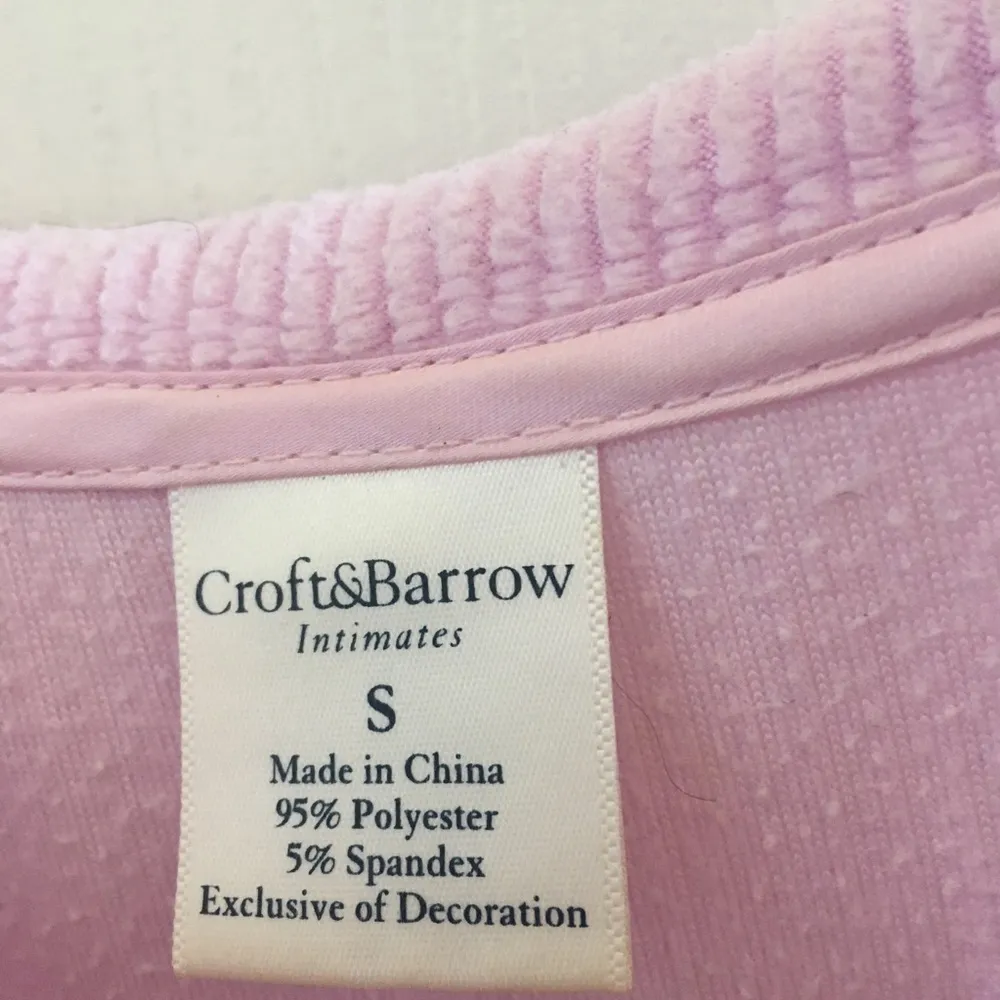 Croft&Barrow
Intimates
S
Made in China
95% Polyester
5% Spandex
Exclusive of Decoration